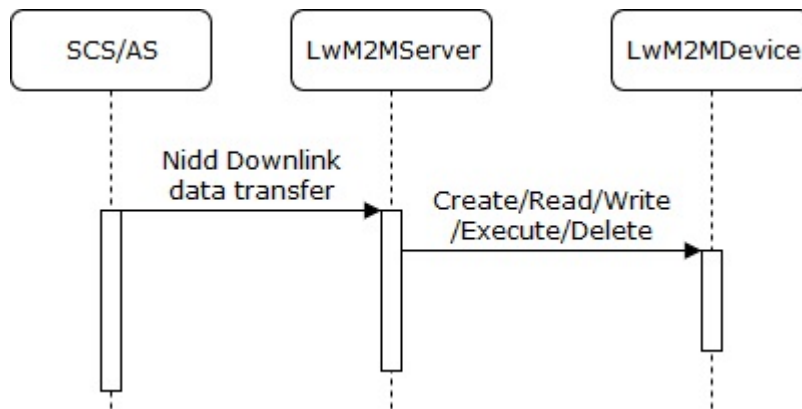 SCS/AS
LwM2MServer
LwM2MDevice
Nidd Downlink
data transfer
Create/Read/Write
/Execute/Delete